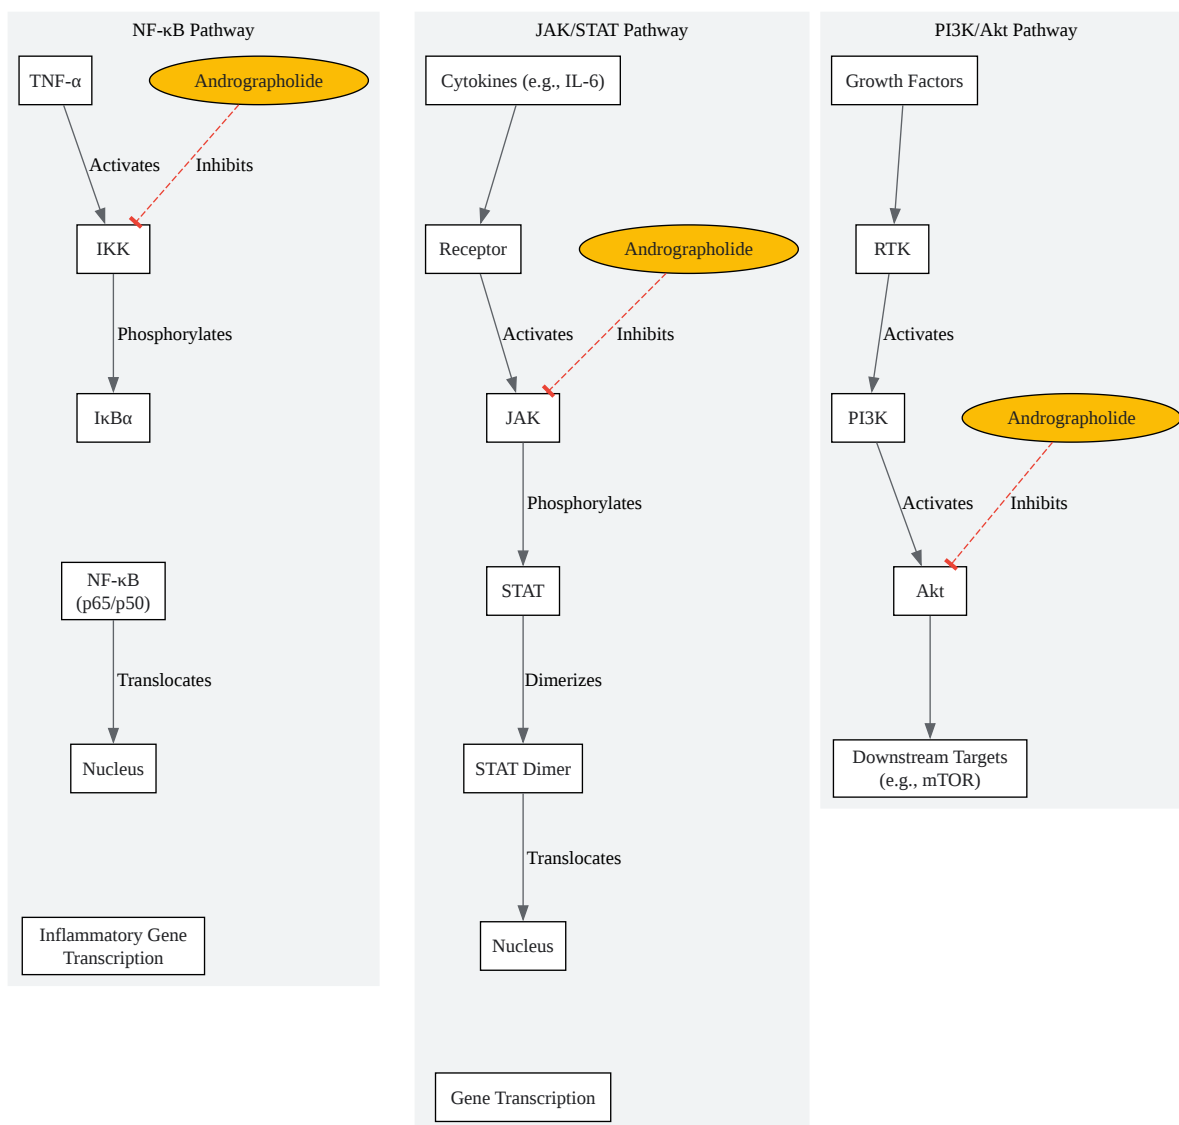 NF-κB Pathway
TNF-α
Andrographolide
Activates
Inhibits
IKK
Phosphorylates
IκBα
NF-κB
(p65/p50)
Translocates
Nucleus
Inflammatory Gene
Transcription
JAK/STAT Pathway
Cytokines (e.g., IL-6)
Receptor
Andrographolide
Activates
Inhibits
JAK
Phosphorylates
STAT
Dimerizes
STAT Dimer
Translocates
Nucleus
Gene Transcription
PI3K/Akt Pathway
Growth Factors
RTK
Activates
PI3K
Andrographolide
Activates
Inhibits
Akt
Downstream Targets
(e.g., mTOR)